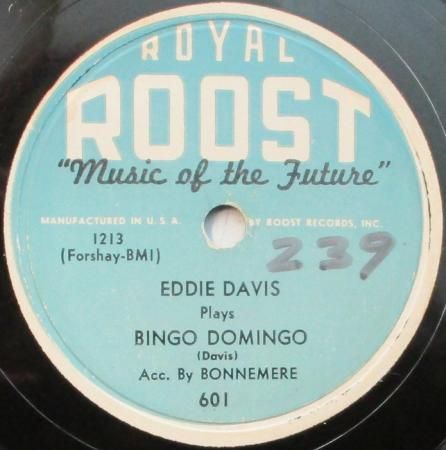 ROYAL
ROOST
"Music of the Future"
MANUFACTURED IN U.S.A. BY ROOST RECORDS, INC.
1213
(Forshay-BMI)
239
EDDIE DAVIS
Plays
BINGO DOMINGO
(Davis)
Acc. By BONNEMERE
601